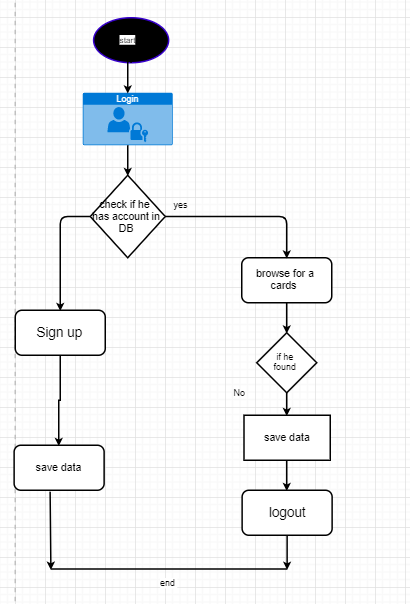 start
Login
check if he
has account in
DB
yes
browse for a
cards
Sign up
if he
found
No
save data
save data
logout
end